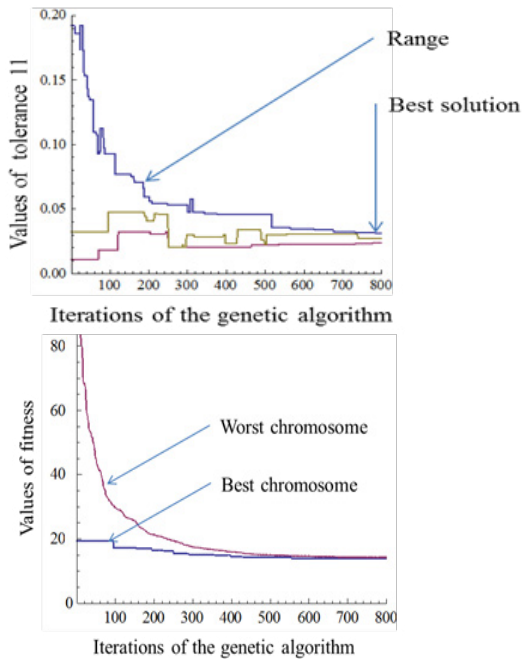 0.20
Range
0.15
Best solution
0.10
0.05
0.00
0 100 200 300 400 500 600 700 800
Values of tolerance 11
Iterations of the genetic algorithm
80
60
Worst chromosome
40
Best chromosome
20
0
100 200 300 400 500 600 700 800
Values of fitness
Iterations of the genetic algorithm